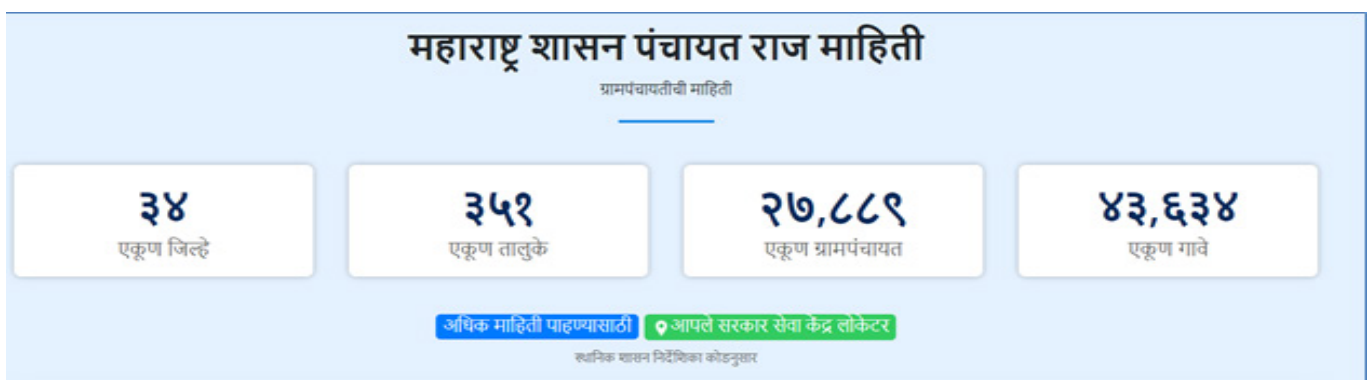 महाराष्ट्र शासन पंचायत राज माहिती
ग्रामपंचायतीची माहिती
३४
एकूण जिल्हे
३५१
एकूण तालुके
२७,८८९
एकूण ग्रामपंचायत
४३,६३४
एकूण गावे
अधिक माहिती पाहण्यासाठी आपले सरकार सेवा केंद्र लोकेटर
स्थानिक शासन निर्देशिका कोडनुसार